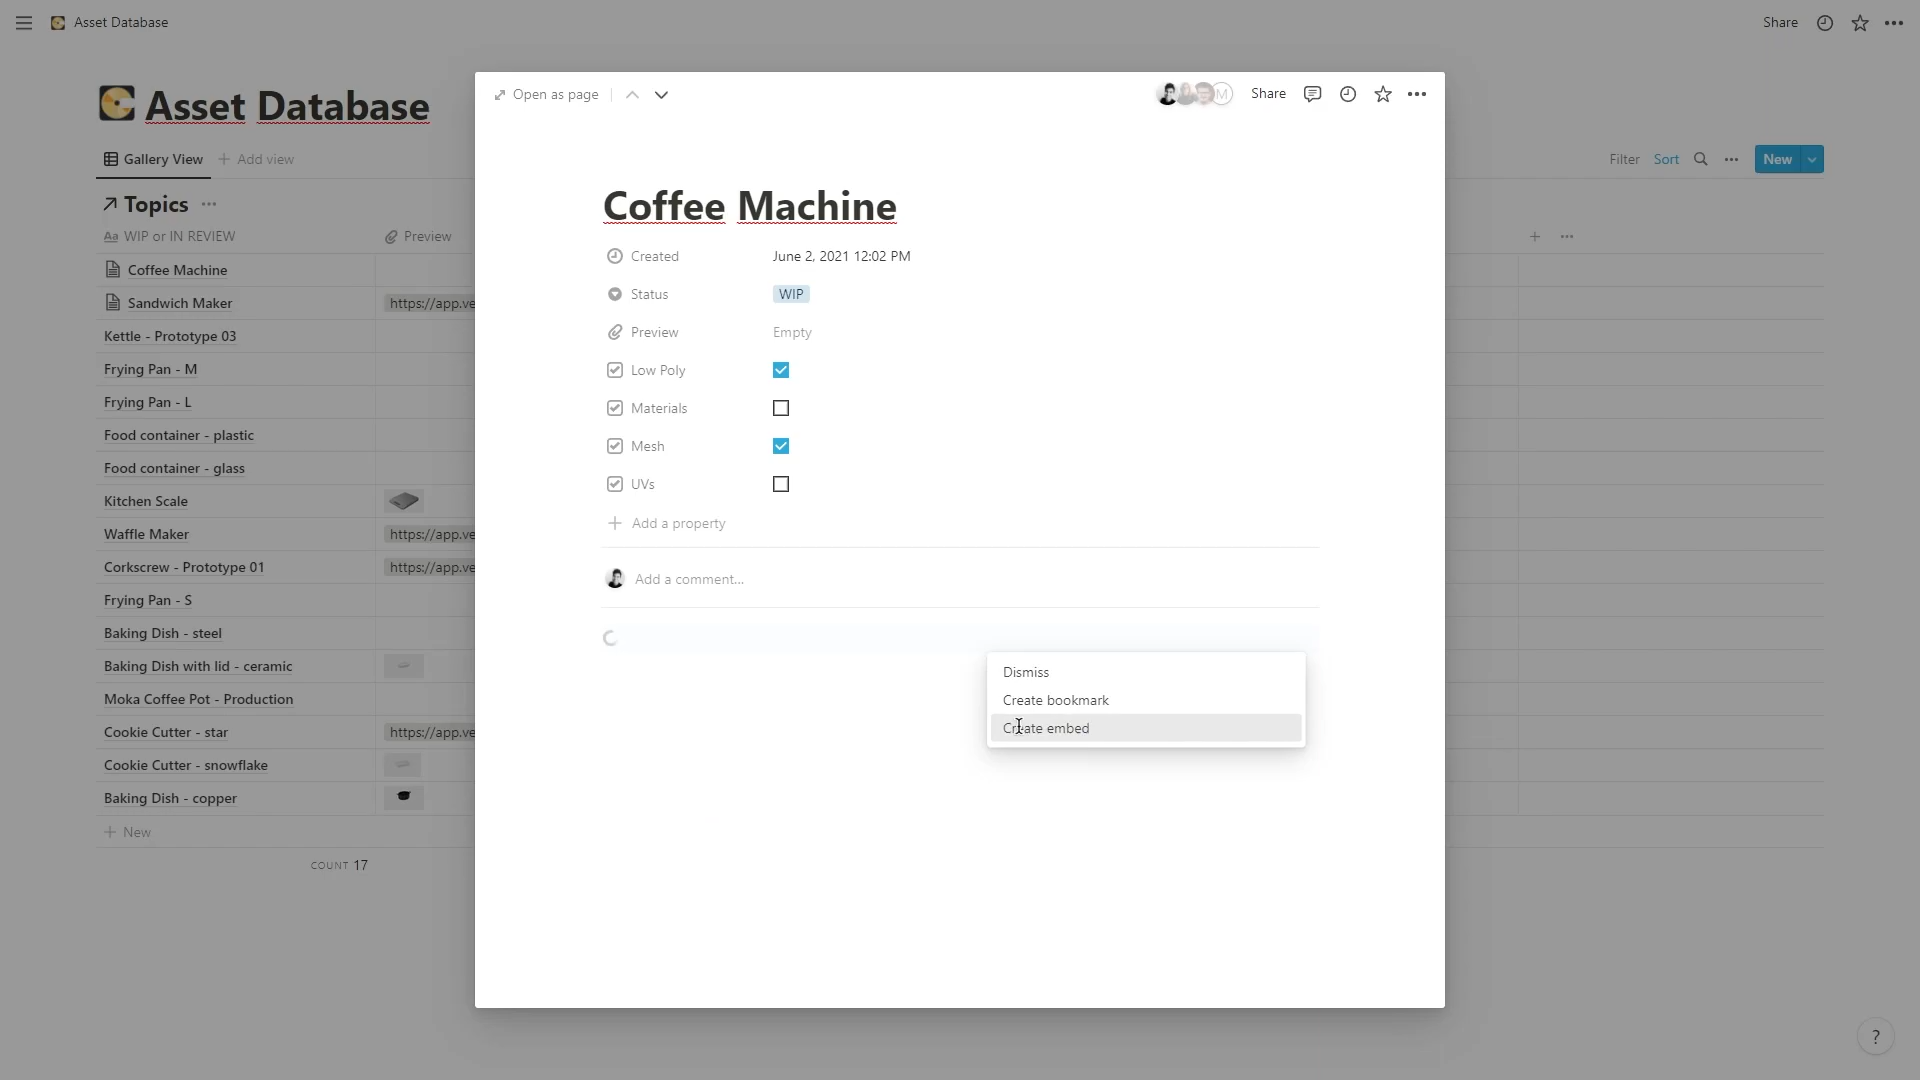 Asset Database
Share
Asset Database
Gallery View
Add view
Filter
Sort
New
Topics
Aa WIP or IN REVIEW
Preview
Coffee Machine
Sandwich Maker
https://app.ve
Kettle - Prototype 03
Frying Pan - M
Frying Pan - L
Food container - plastic
Food container - glass
Kitchen Scale
Waffle Maker
https://app.ve
Corkscrew - Prototype 01
https://app.ve
Frying Pan - S
Baking Dish - steel
Baking Dish with lid - ceramic
Moka Coffee Pot - Production
Cookie Cutter - star
https://app.ve
Cookie Cutter - snowflake
Baking Dish - copper
New
COUNT 17
Open as page
M
Share
Coffee Machine
Created June 2, 2021 12:02 PM
Status WIP
Preview Empty
Low Poly
Materials
Mesh
UVs
Add a property
Add a comment...
Dismiss
Create bookmark
Create embed
?